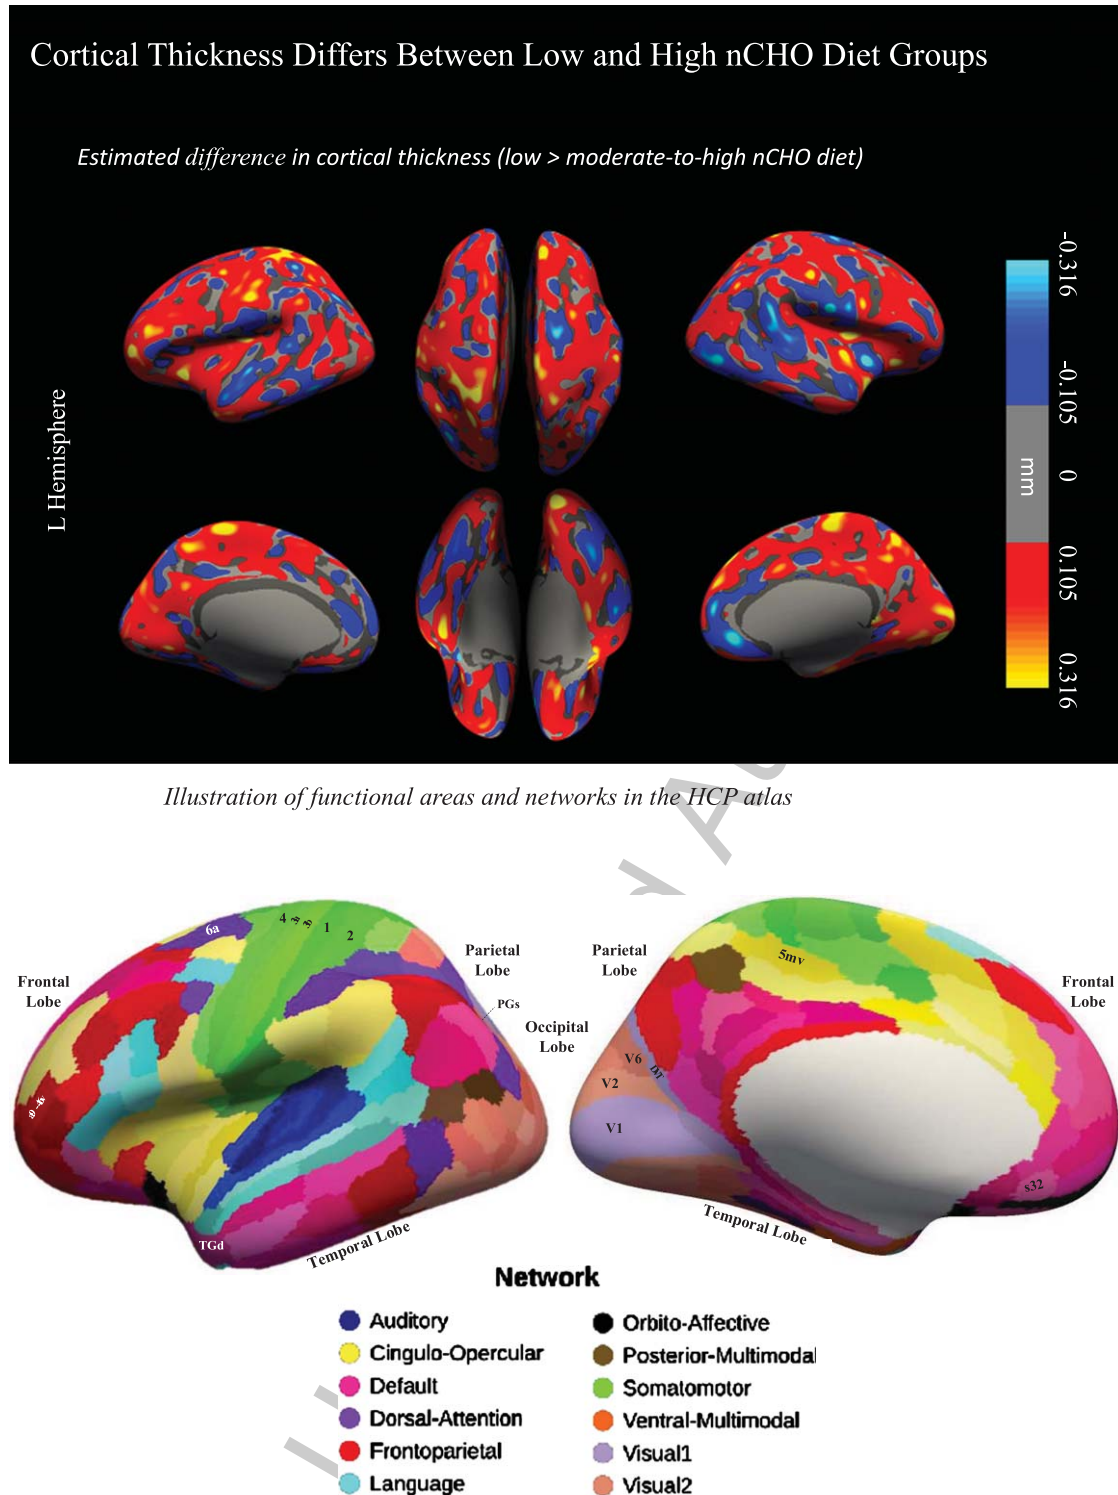 Cortical Thickness Differs Between Low and High nCHO Diet Groups
Estimated difference in cortical thickness (low > moderate-to-high nCHO diet)
L Hemisphere
-0.316
-0.105
0
0.105
0.316
mm
Illustration of functional areas and networks in the HCP atlas
6a
4
3a
3b
1
2
Frontal
Lobe
Parietal
Lobe
PGs
Occipital
Lobe
TGd
Temporal Lobe
Parietal
Lobe
5mv
Frontal
Lobe
V6
V2
V1
s32
Temporal Lobe
Network
Auditory
Cingulo-Opercular
Default
Dorsal-Attention
Frontoparietal
Language
Orbito-Affective
Posterior-Multimodal
Somatomotor
Ventral-Multimodal
Visual1
Visual2